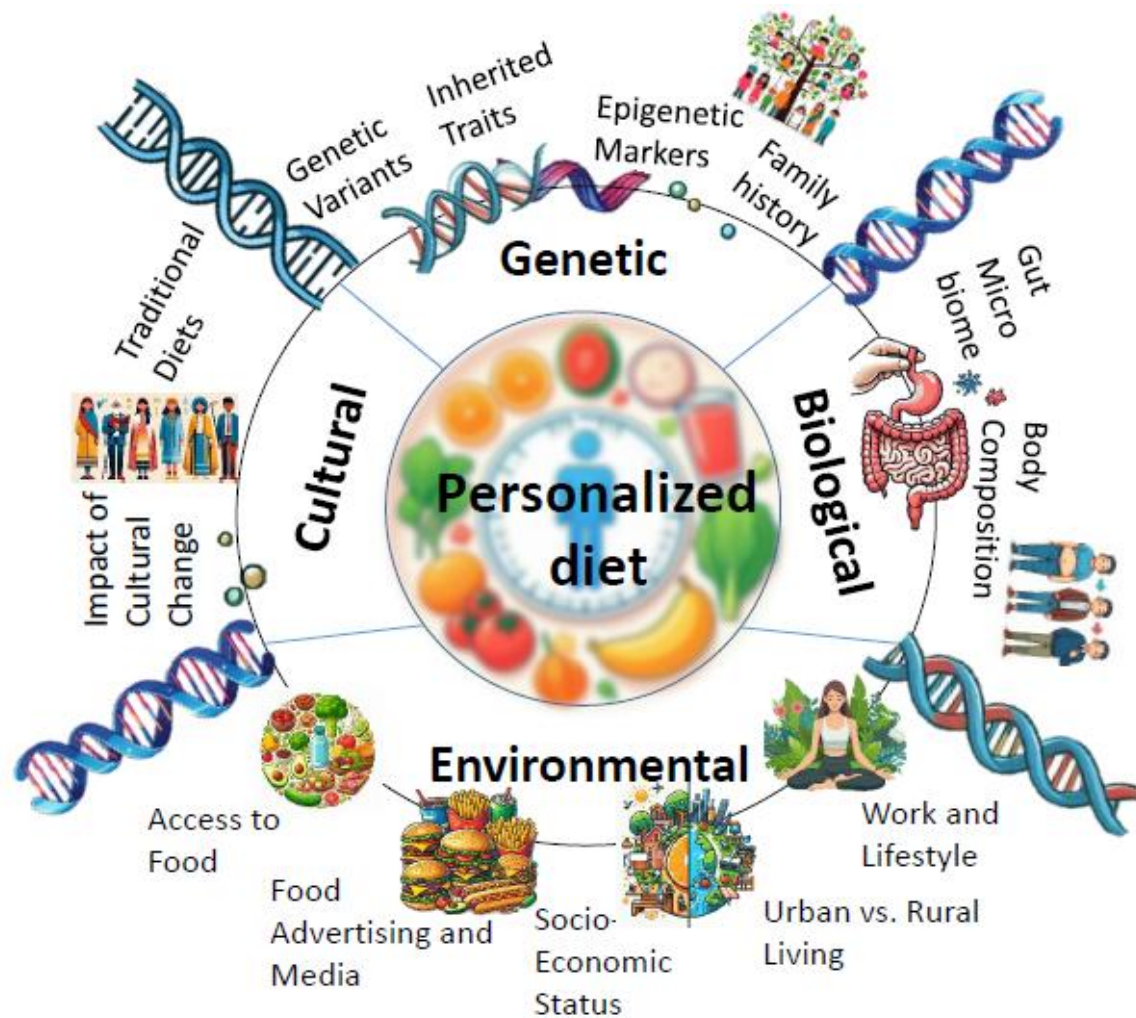 Inherited
Traits
Genetic
Variants
Epigenetic
Markers
Family
history
Genetic
Traditional
Diets
Impact of
Cultural
Change
Cultural
Personalized
diet
Biological
Gut
Micro
biome
Body
Composition
Environmental
Access to
Food
Food
Advertising and
Media
Socio-
Economic
Status
Urban vs. Rural
Living
Work and
Lifestyle